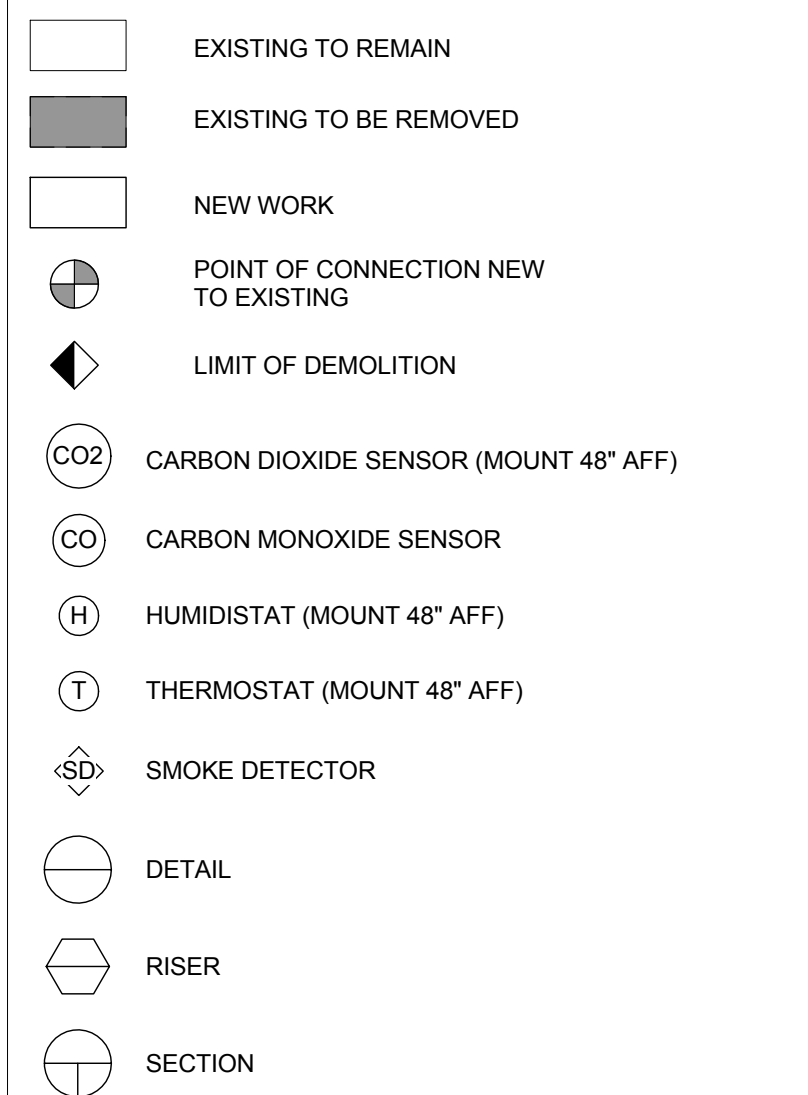 EXISTING TO REMAIN
EXISTING TO BE REMOVED
NEW WORK
POINT OF CONNECTION NEW
TO EXISTING
LIMIT OF DEMOLITION
CO2 CARBON DIOXIDE SENSOR (MOUNT 48" AFF)
CO CARBON MONOXIDE SENSOR
H HUMIDISTAT (MOUNT 48" AFF)
T THERMOSTAT (MOUNT 48" AFF)
SD SMOKE DETECTOR
DETAIL
RISER
SECTION